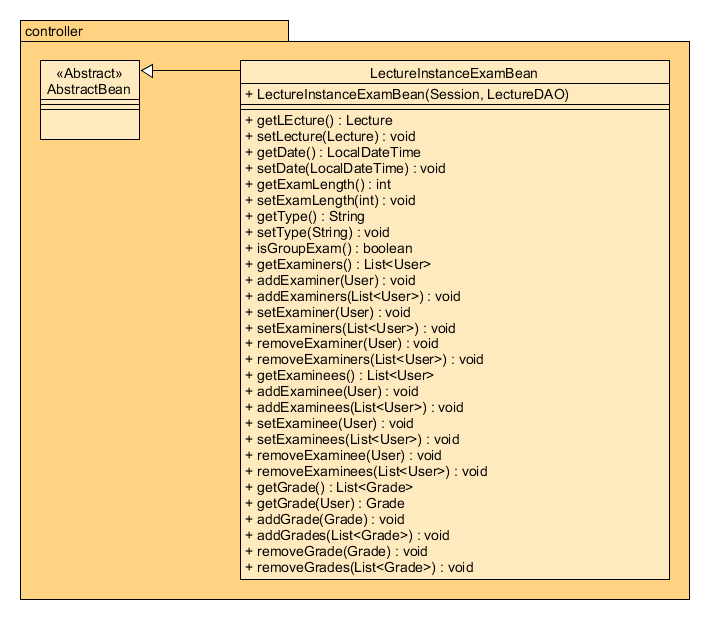 controller
«Abstract»
AbstractBean
LectureInstanceExamBean
+ LectureInstanceExamBean(Session, LectureDAO)
+ getLEcture() : Lecture
+ setLecture(Lecture) : void
+ getDate() : LocalDateTime
+ setDate(LocalDateTime) : void
+ getExamLength() : int
+ setExamLength(int) : void
+ getType() : String
+ setType(String) : void
+ isGroupExam() : boolean
+ getExaminers() : List<User>
+ addExaminer(User) : void
+ addExaminers(List<User>) : void
+ setExaminer(User) : void
+ setExaminers(List<User>) : void
+ removeExaminer(User) : void
+ removeExaminers(List<User>) : void
+ getExaminees() : List<User>
+ addExaminee(User) : void
+ addExaminees(List<User>) : void
+ setExaminee(User) : void
+ setExaminees(List<User>) : void
+ removeExaminee(User) : void
+ removeExaminees(List<User>) : void
+ getGrade() : List<Grade>
+ getGrade(User) : Grade
+ addGrade(Grade) : void
+ addGrades(List<Grade>) : void
+ removeGrade(Grade) : void
+ removeGrades(List<Grade>) : void